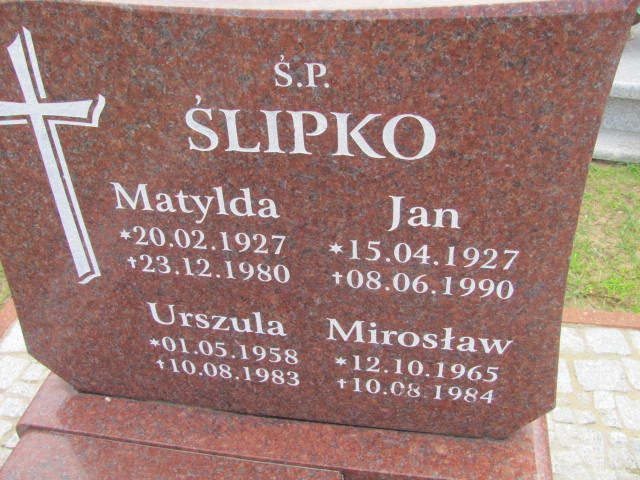 Ś.P.
ŚLIPKO
Matylda
*20.02.1927
†23.12.1980
Jan
*15.04.1927
†08.06.1990
Urszula
*01.05.1958
†10.08.1983
Mirosław
*12.10.1965
†10.08.1984